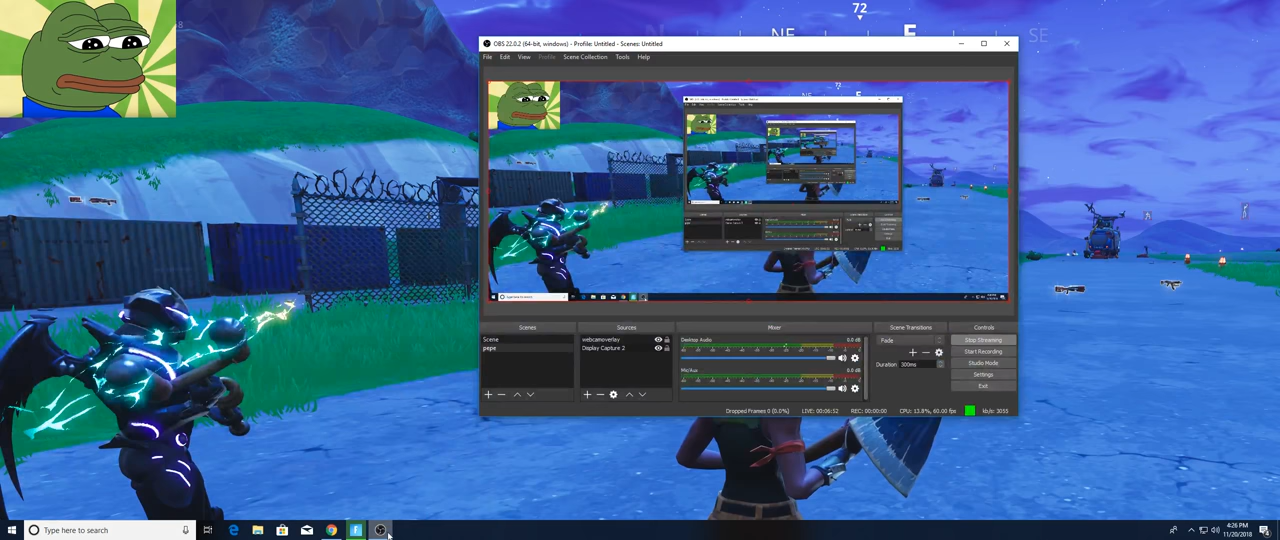 72
N
NE
E
SE
OBS 22.0.2 (64-bit, windows) - Profile: Untitled - Scenes: Untitled
File Edit View Profile Scene Collection Tools Help
Scenes Sources Mixer Scene Transitions Controls
Scene
pepe
webcamoverlay
Display Capture 2
Desktop Audio 0.0 dB
Mic/Aux 0.0 dB
Fade
Duration 300ms
Stop Streaming
Start Recording
Studio Mode
Settings
Exit
Dropped Frames 0 (0.0%) LIVE: 00:06:52 REC: 00:00:00 CPU: 13.8%, 60.00 fps kb/s: 3055
Type here to search
4:26 PM
11/20/2018